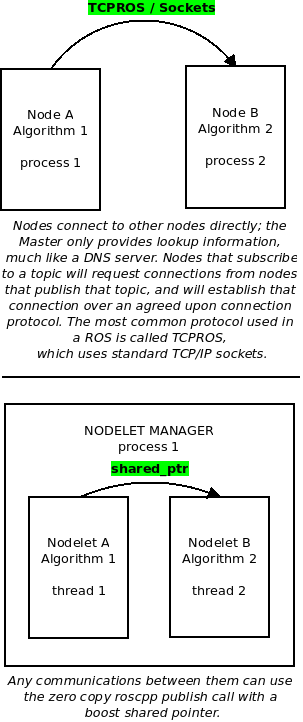 TCPROS / Sockets
Node A
Algorithm 1
process 1
Node B
Algorithm 2
process 2
Nodes connect to other nodes directly; the
Master only provides lookup information,
much like a DNS server. Nodes that subscribe
to a topic will request connections from nodes
that publish that topic, and will establish that
connection over an agreed upon connection
protocol. The most common protocol used in
a ROS is called TCPROS,
which uses standard TCP/IP sockets.
NODELET MANAGER
process 1
shared_ptr
Nodelet A
Algorithm 1
thread 1
Nodelet B
Algorithm 2
thread 2
Any communications between them can use
the zero copy roscpp publish call with a
boost shared pointer.